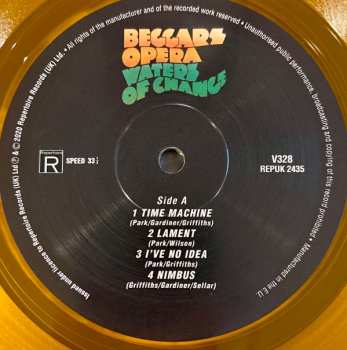 BEGGARS
OPERA
WATERS
OF CHANGE
• All rights of the manufacturer and of the recorded work reserved • Unauthorised public performance, broadcasting and copying of this record prohibited • Manufactured in the E.U.
Issued under licence to Repertoire Records (UK) Ltd ℗ & © 2020 Repertoire Records (UK) Ltd.
Repertoire
R
SPEED 33⅓
V328
REPUK 2435
Side A
1 TIME MACHINE
(Park/Gardiner/Griffiths)
2 LAMENT
(Park/Wilson)
3 I'VE NO IDEA
(Park/Griffiths)
4 NIMBUS
(Griffiths/Gardiner/Sellar)